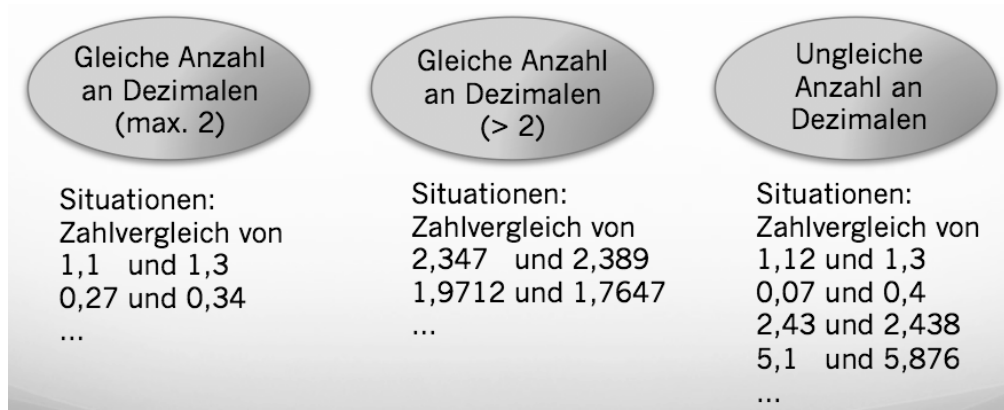 Gleiche Anzahl
an Dezimalen
(max. 2)
Situationen:
Zahlvergleich von
1,1 und 1,3
0,27 und 0,34
...
Gleiche Anzahl
an Dezimalen
(> 2)
Situationen:
Zahlvergleich von
2,347 und 2,389
1,9712 und 1,7647
...
Ungleiche
Anzahl an
Dezimalen
Situationen:
Zahlvergleich von
1,12 und 1,3
0,07 und 0,4
2,43 und 2,438
5,1 und 5,876
...